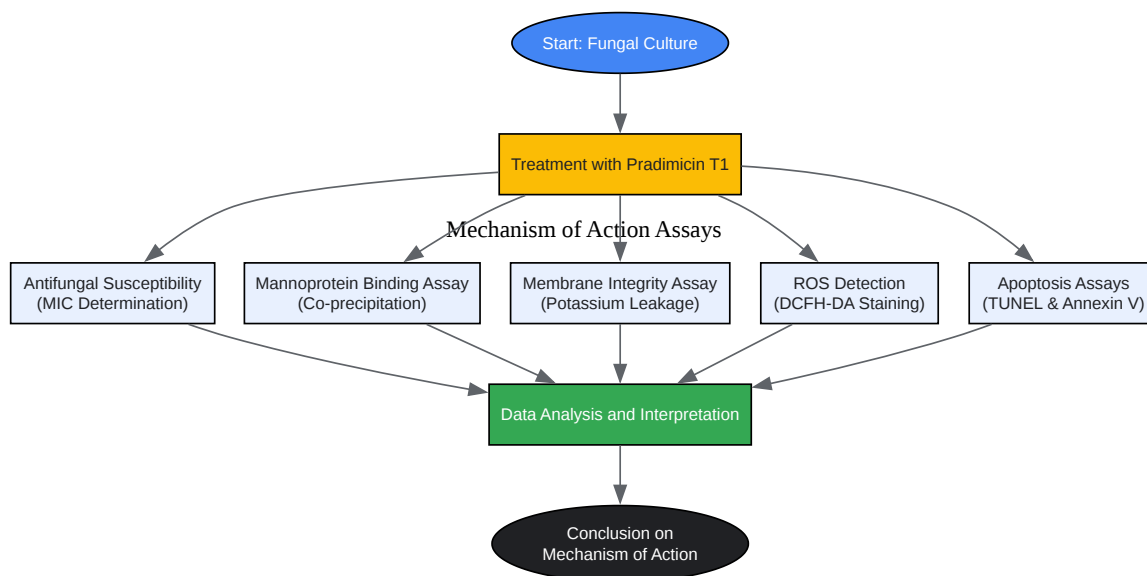 Start: Fungal Culture
Treatment with Pradimicin T1
Mechanism of Action Assays
Antifungal Susceptibility
(MIC Determination)
Mannoprotein Binding Assay
(Co-precipitation)
Membrane Integrity Assay
(Potassium Leakage)
ROS Detection
(DCFH-DA Staining)
Apoptosis Assays
(TUNEL & Annexin V)
Data Analysis and Interpretation
Conclusion on
Mechanism of Action